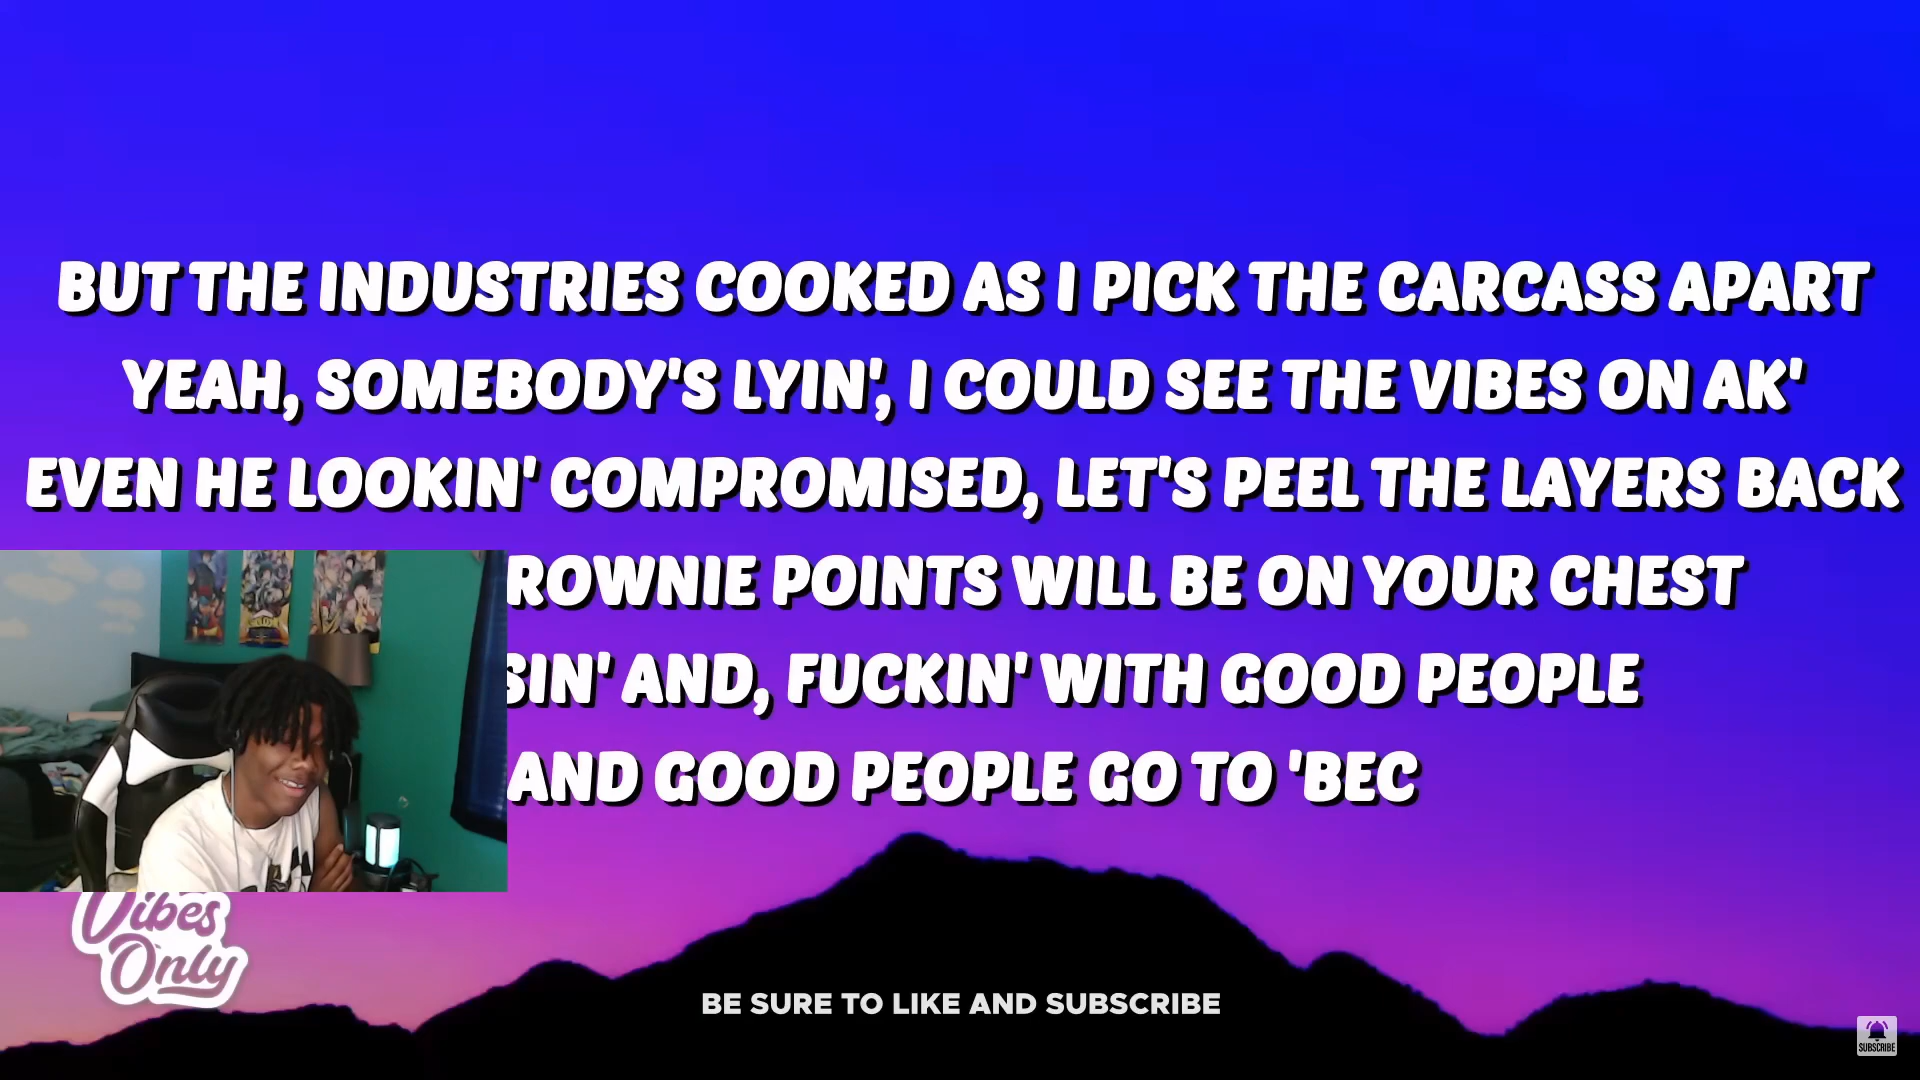 BUT THE INDUSTRIES COOKED AS I PICK THE CARCASS APART
YEAH, SOMEBODY'S LYIN', I COULD SEE THE VIBES ON AK'
EVEN HE LOOKIN' COMPROMISED, LET'S PEEL THE LAYERS BACK
ROWNIE POINTS WILL BE ON YOUR CHEST
SIN' AND, FUCKIN' WITH GOOD PEOPLE
AND GOOD PEOPLE GO TO 'BEC
Vibes
Only
BE SURE TO LIKE AND SUBSCRIBE
SUBSCRIBE